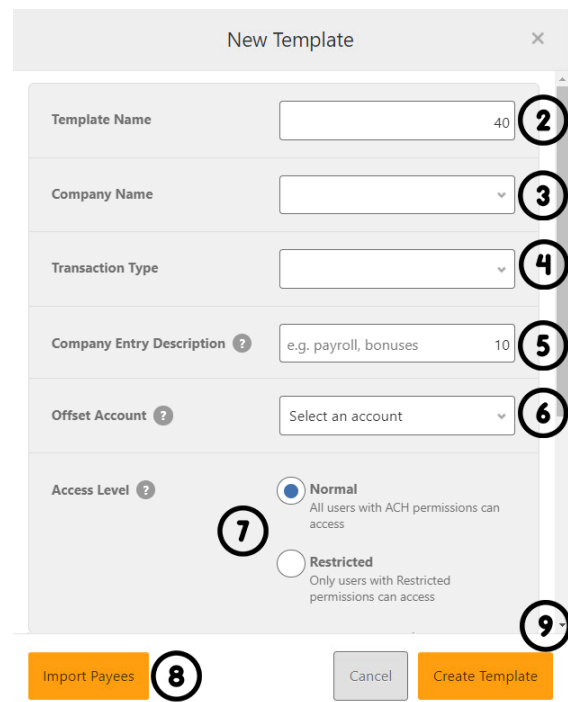 New Template ×
Template Name 40 2
Company Name 3
Transaction Type 4
Company Entry Description ? e.g. payroll, bonuses 10 5
Offset Account ? Select an account 6
Access Level ? Normal
All users with ACH permissions can
access
7
Restricted
Only users with Restricted
permissions can access
9
Import Payees 8 Cancel Create Template